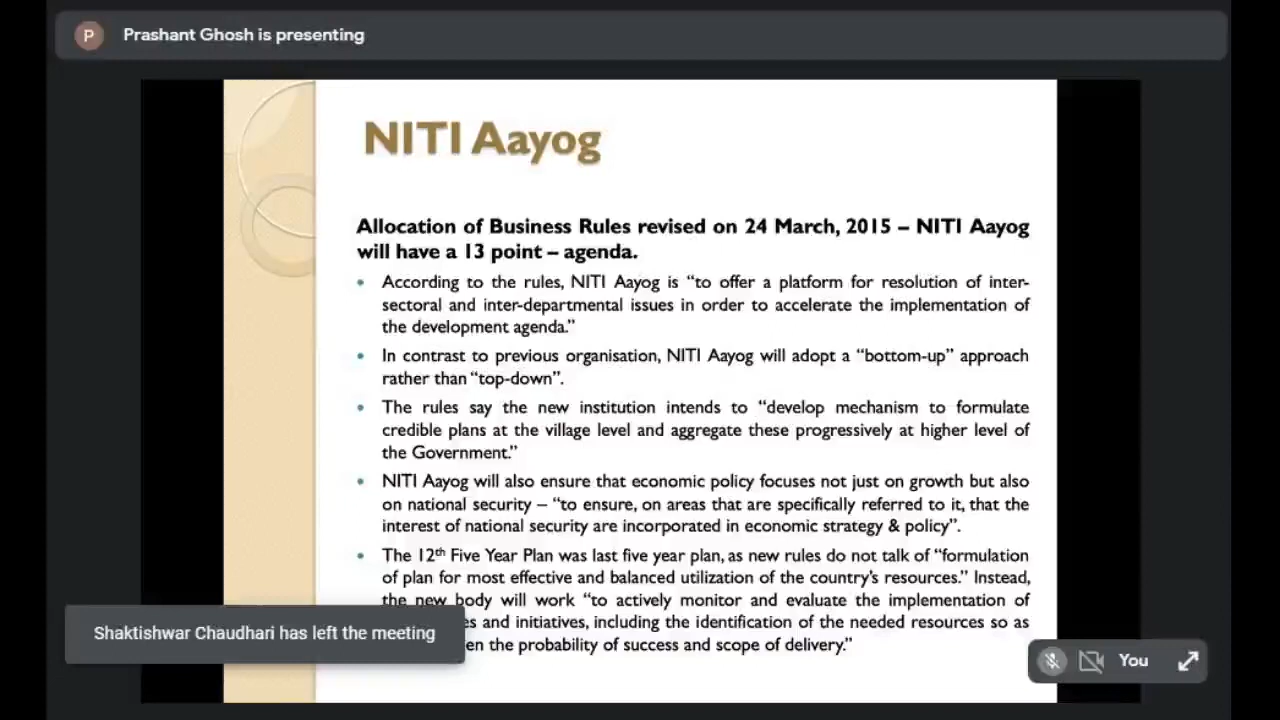 P Prashant Ghosh is presenting
NITI Aayog
Allocation of Business Rules revised on 24 March, 2015 – NITI Aayog
will have a 13 point – agenda.
• According to the rules, NITI Aayog is “to offer a platform for resolution of inter-
sectoral and inter-departmental issues in order to accelerate the implementation of
the development agenda.”
• In contrast to previous organisation, NITI Aayog will adopt a “bottom-up” approach
rather than “top-down”.
• The rules say the new institution intends to “develop mechanism to formulate
credible plans at the village level and aggregate these progressively at higher level of
the Government.”
• NITI Aayog will also ensure that economic policy focuses not just on growth but also
on national security – “to ensure, on areas that are specifically referred to it, that the
interest of national security are incorporated in economic strategy & policy”.
• The 12th Five Year Plan was last five year plan, as new rules do not talk of “formulation
of plan for most effective and balanced utilization of the country’s resources.” Instead,
the new body will work “to actively monitor and evaluate the implementation of
and initiatives, including the identification of the needed resources so as
the probability of success and scope of delivery.”
Shaktishwar Chaudhari has left the meeting
You